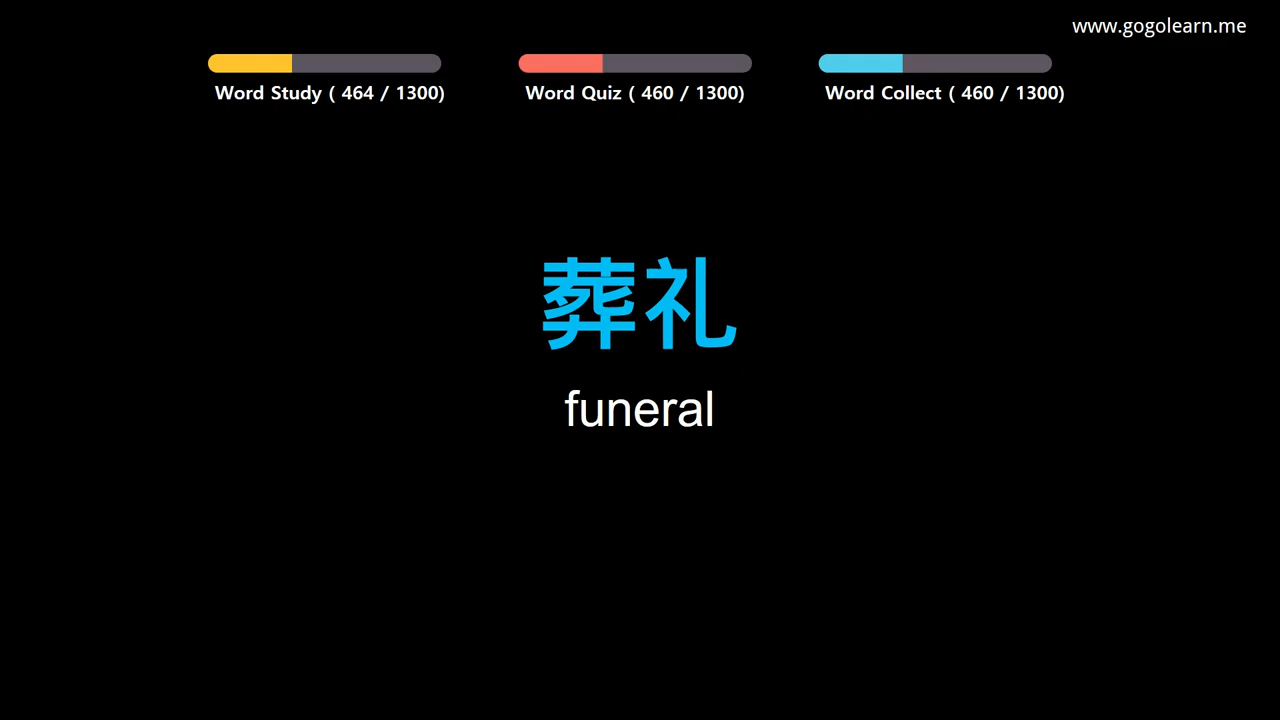 www.gogolearn.me
Word Study ( 464 / 1300)
Word Quiz ( 460 / 1300)
Word Collect ( 460 / 1300)
葬礼
funeral